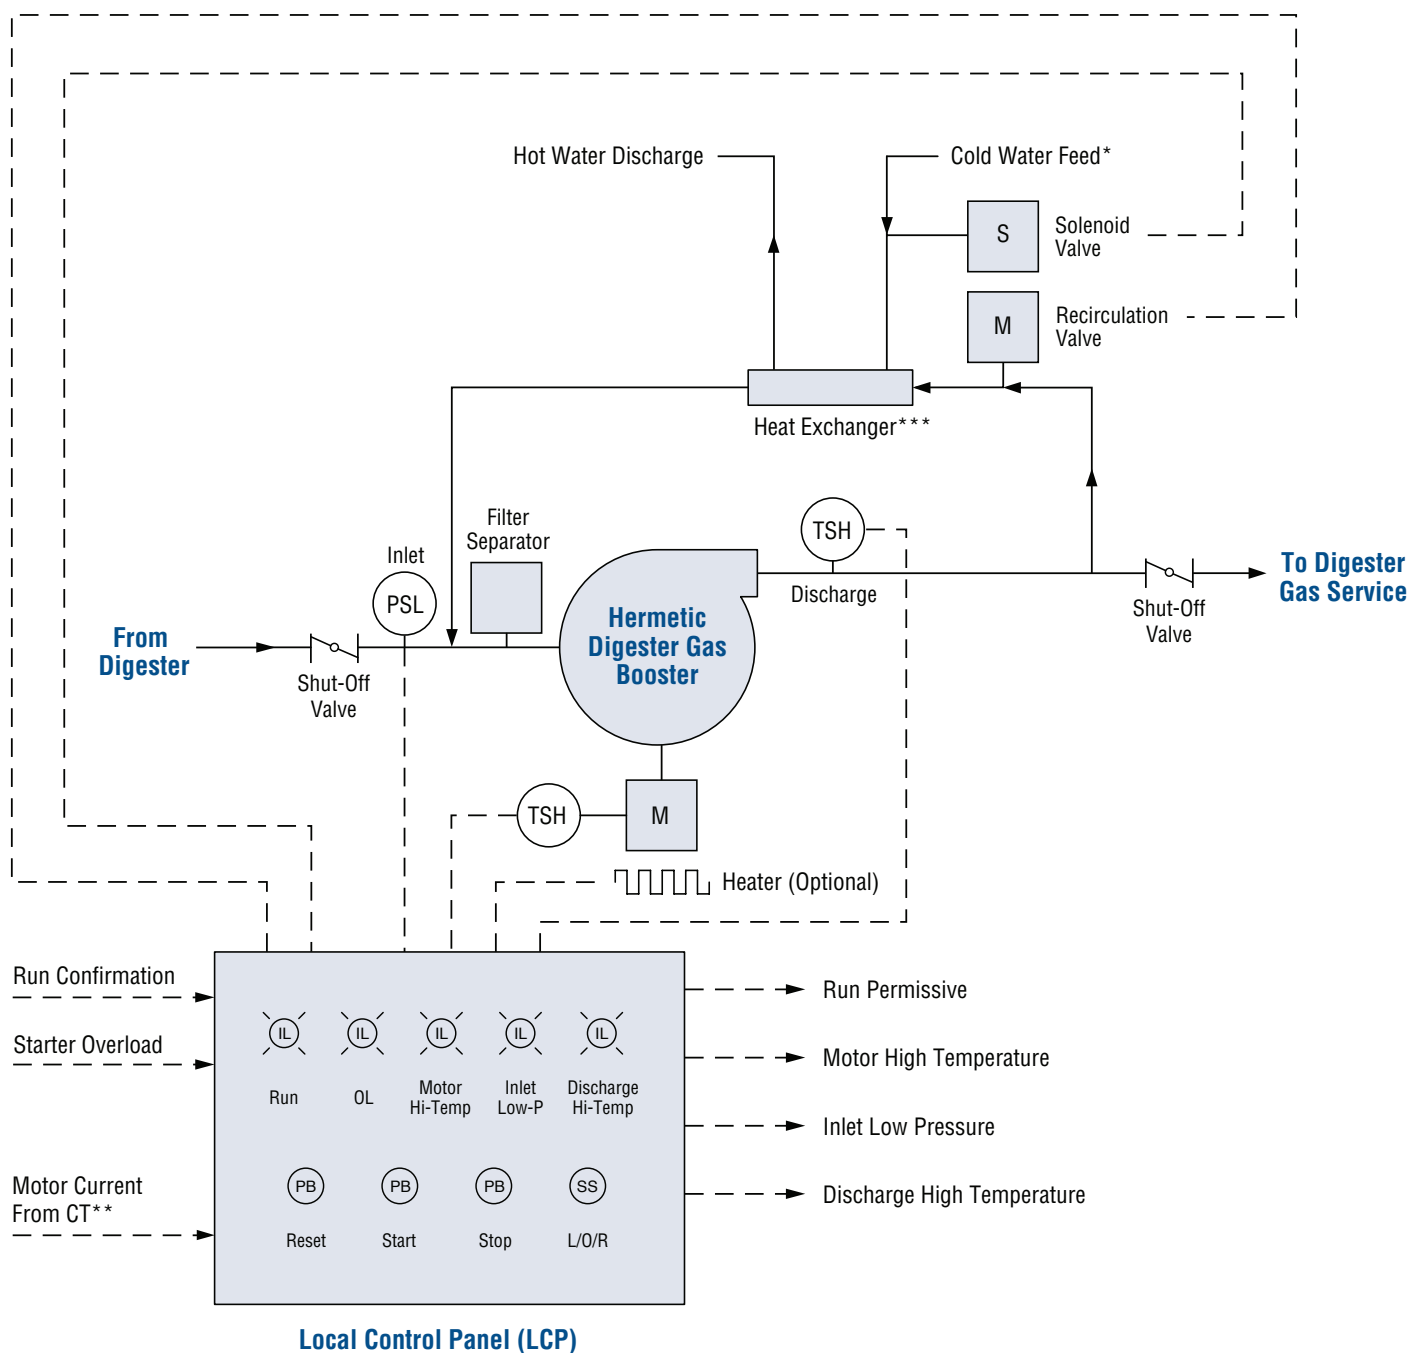 Hot Water Discharge
Cold Water Feed*
S
Solenoid
Valve
M
Recirculation
Valve
Heat Exchanger***
Filter
Separator
Inlet
PSL
TSH
Discharge
From
Digester
Shut-Off
Valve
Hermetic
Digester Gas
Booster
Shut-Off
Valve
To Digester
Gas Service
TSH
M
Heater (Optional)
Run Confirmation
Starter Overload
Motor Current
From CT**
IL
IL
IL
IL
IL
Run
OL
Motor
Hi-Temp
Inlet
Low-P
Discharge
Hi-Temp
PB
PB
PB
SS
Reset
Start
Stop
L/O/R
Run Permissive
Motor High Temperature
Inlet Low Pressure
Discharge High Temperature
Local Control Panel (LCP)